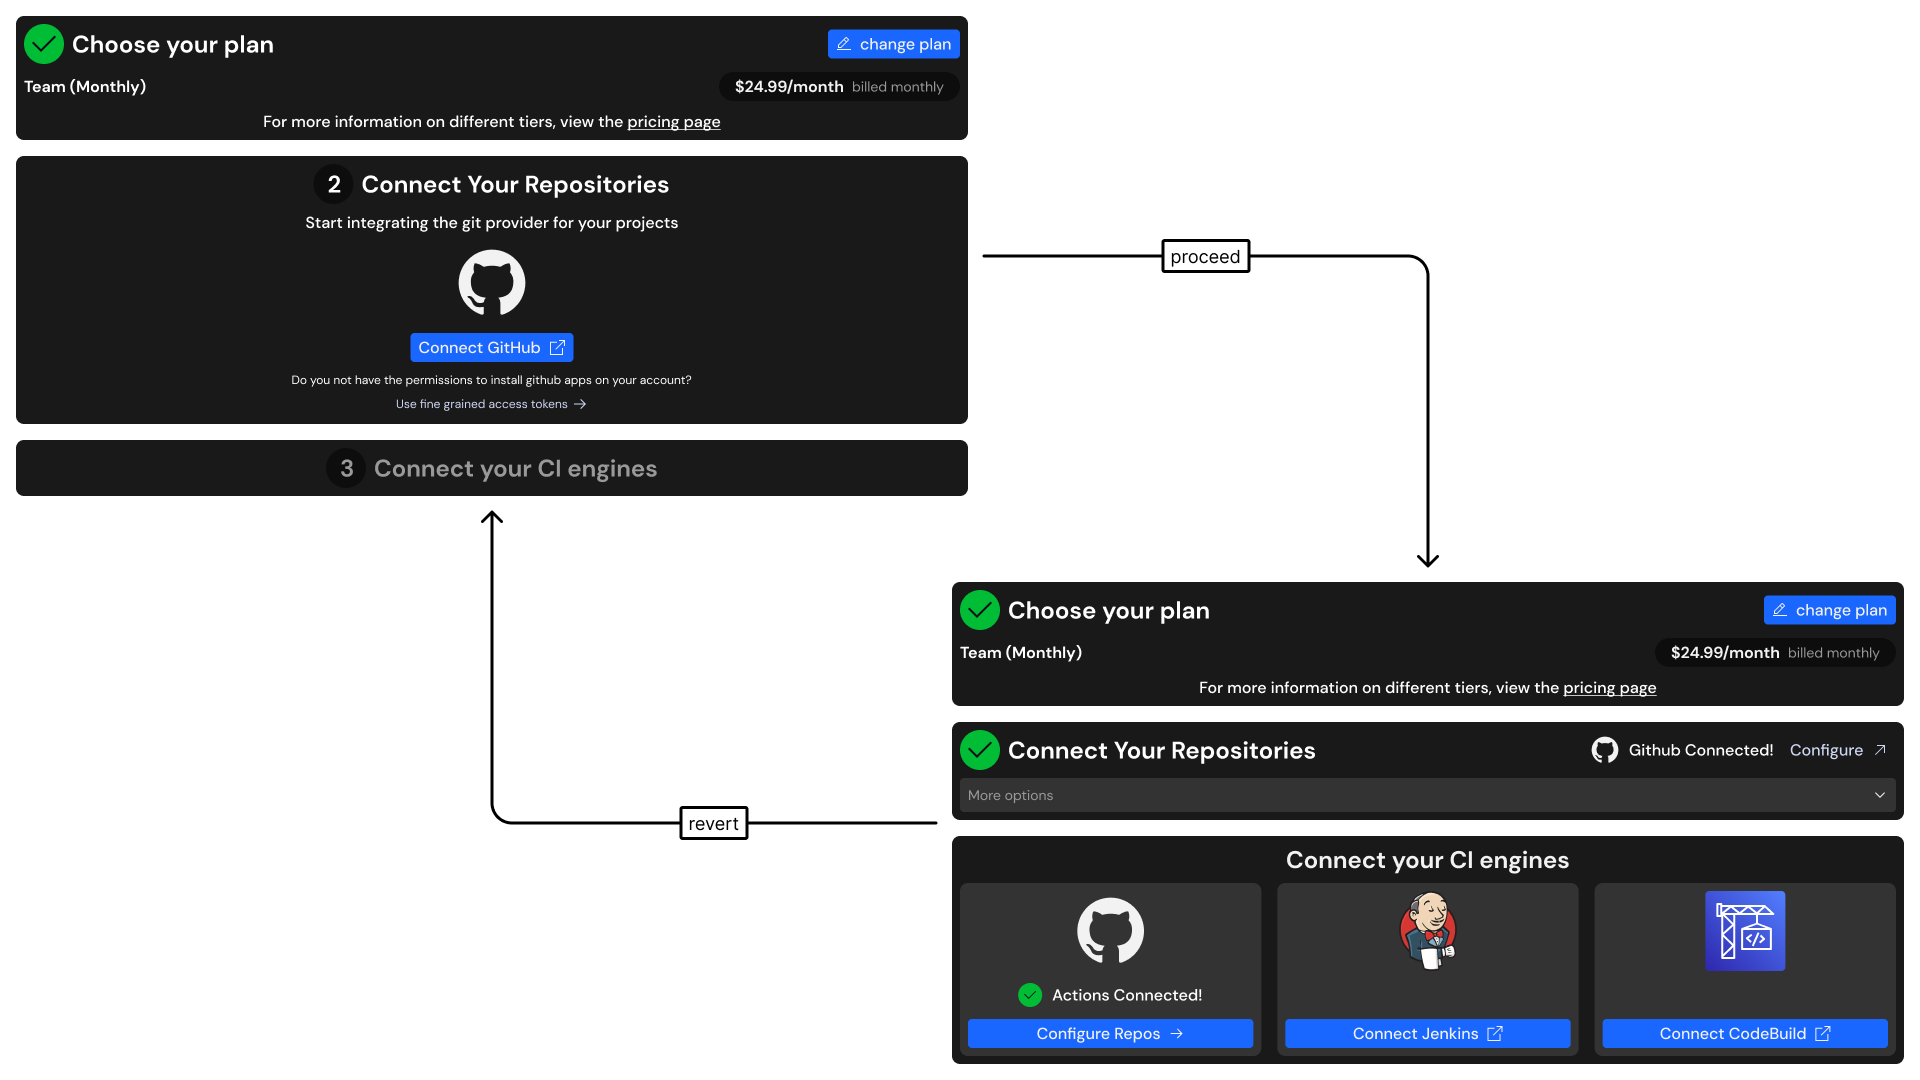 Choose your plan
change plan
Team (Monthly)
$24.99/month billed monthly
For more information on different tiers, view the pricing page
2 Connect Your Repositories
Start integrating the git provider for your projects
Connect GitHub
Do you not have the permissions to install github apps on your account?
Use fine grained access tokens
3 Connect your CI engines
proceed
revert
Choose your plan
change plan
Team (Monthly)
$24.99/month billed monthly
For more information on different tiers, view the pricing page
Connect Your Repositories
Github Connected! Configure
More options
Connect your CI engines
Actions Connected!
Configure Repos
</>
Connect Jenkins
Connect CodeBuild